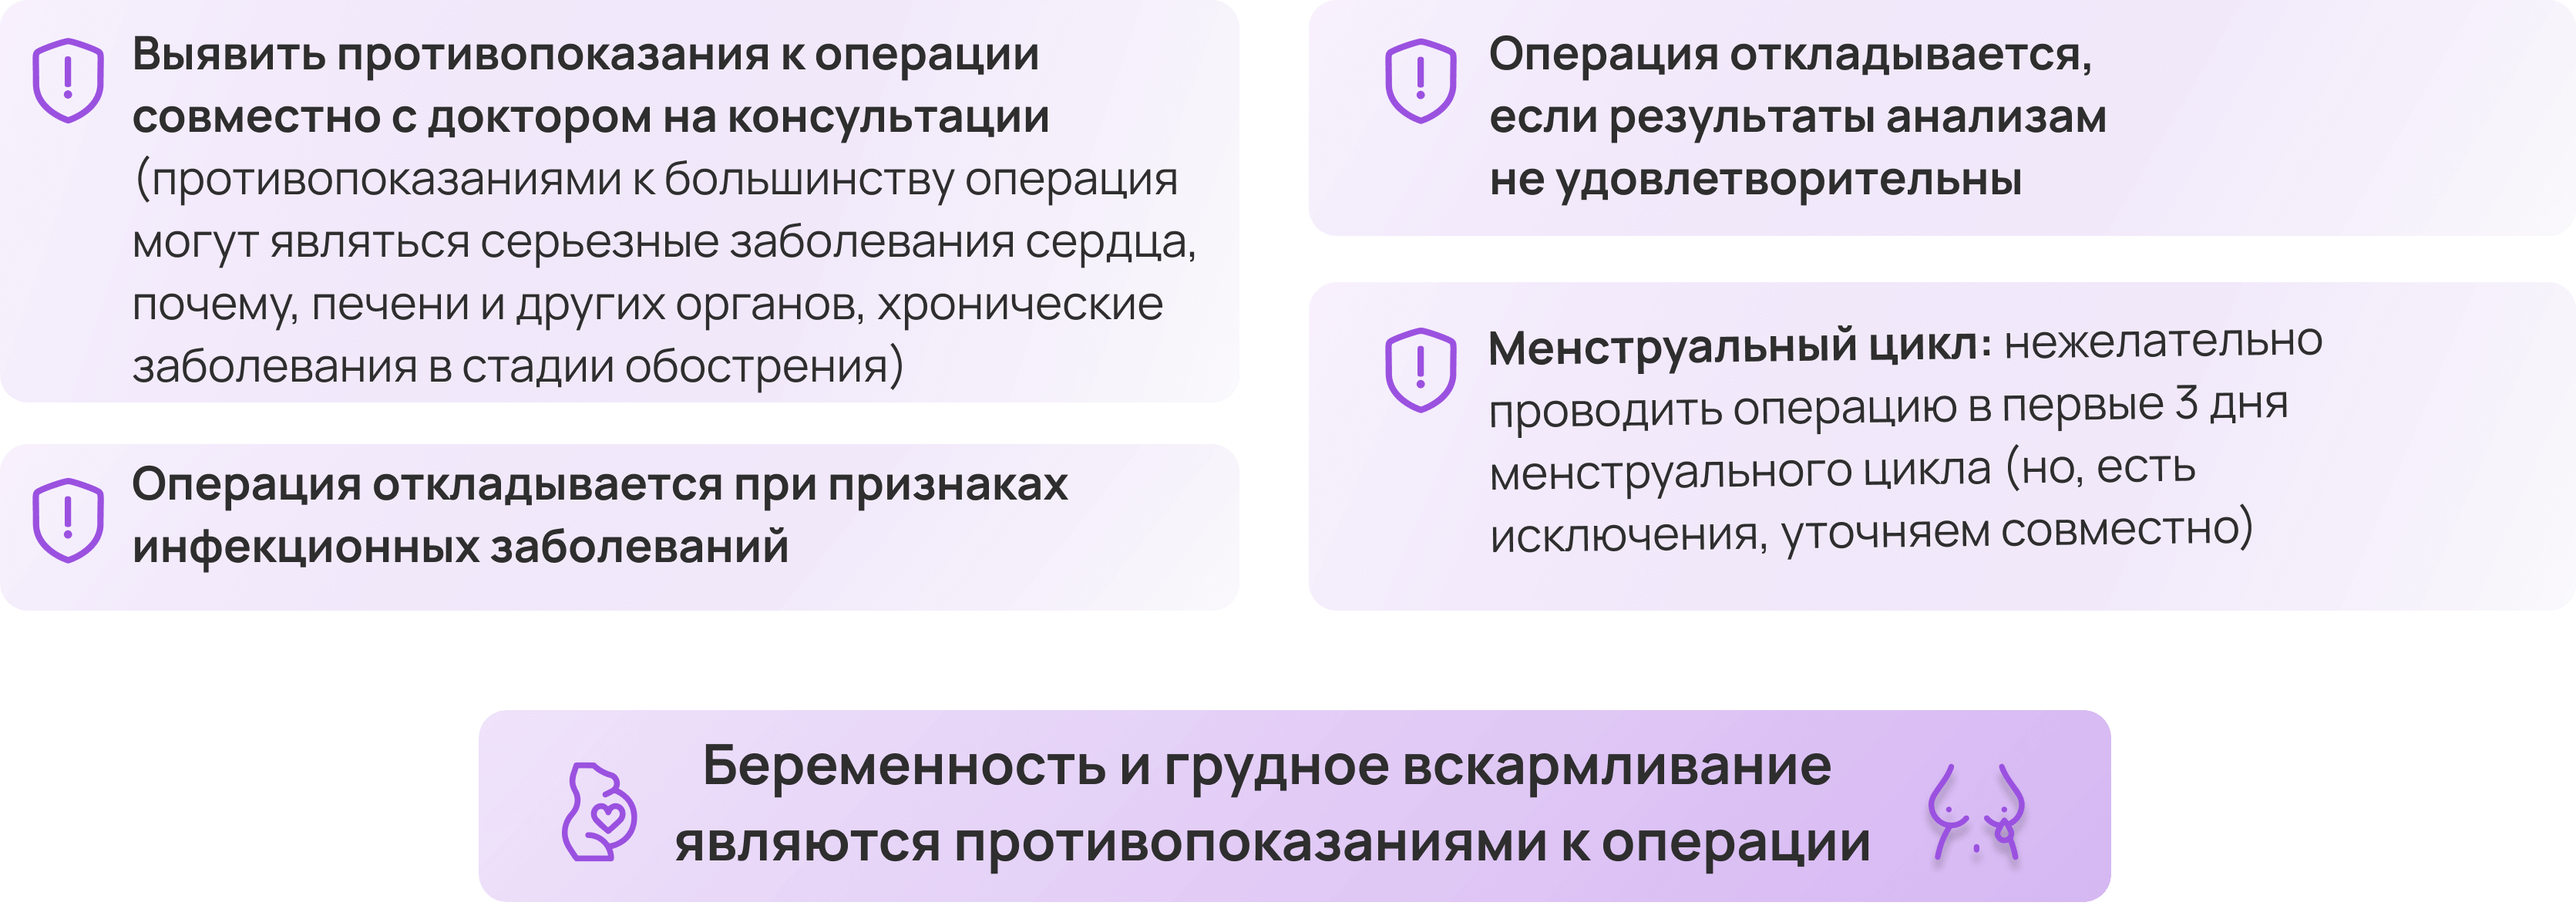 Выявить противопоказания к операции
совместно с доктором на консультации
(противопоказаниями к большинству операция
могут являться серьезные заболевания сердца,
почему, печени и других органов, хронические
заболевания в стадии обострения)
Операция откладывается при признаках
инфекционных заболеваний
Операция откладывается,
если результаты анализам
не удовлетворительны
Менструальный цикл: нежелательно
проводить операцию в первые 3 дня
менструального цикла (но, есть
исключения, уточняем совместно)
Беременность и грудное вскармливание
являются противопоказаниями к операции